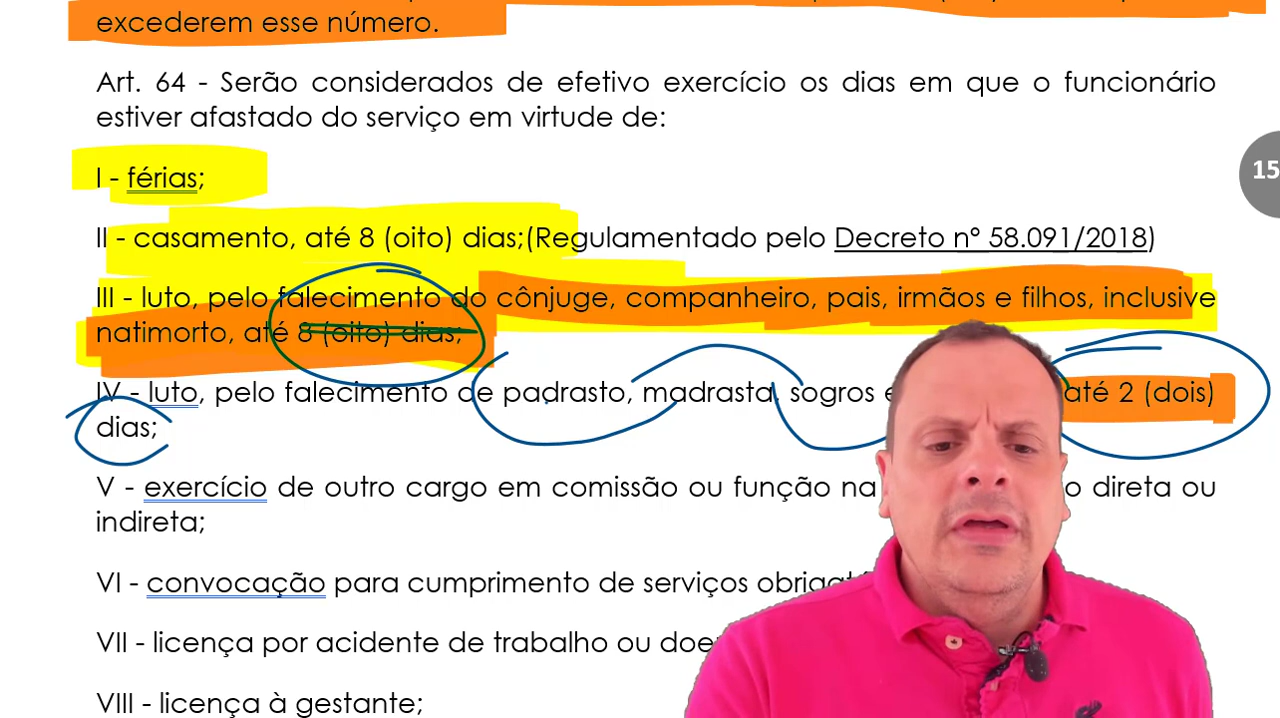 excederem esse número.
Art. 64 - Serão considerados de efetivo exercício os dias em que o funcionário
estiver afastado do serviço em virtude de:
I - férias;
15
II - casamento, até 8 (oito) dias;(Regulamentado pelo Decreto nº 58.091/2018)
III - luto, pelo falecimento do cônjuge, companheiro, pais, irmãos e filhos, inclusive
natimorto, até 8 (oito) dias;
IV - luto, pelo falecimento de padrasto, madrasta, sogros e até 2 (dois)
dias;
V - exercício de outro cargo em comissão ou função na direta ou
indireta;
VI - convocação para cumprimento de serviços
VII - licença por acidente de trabalho ou
VIII - licença à gestante;